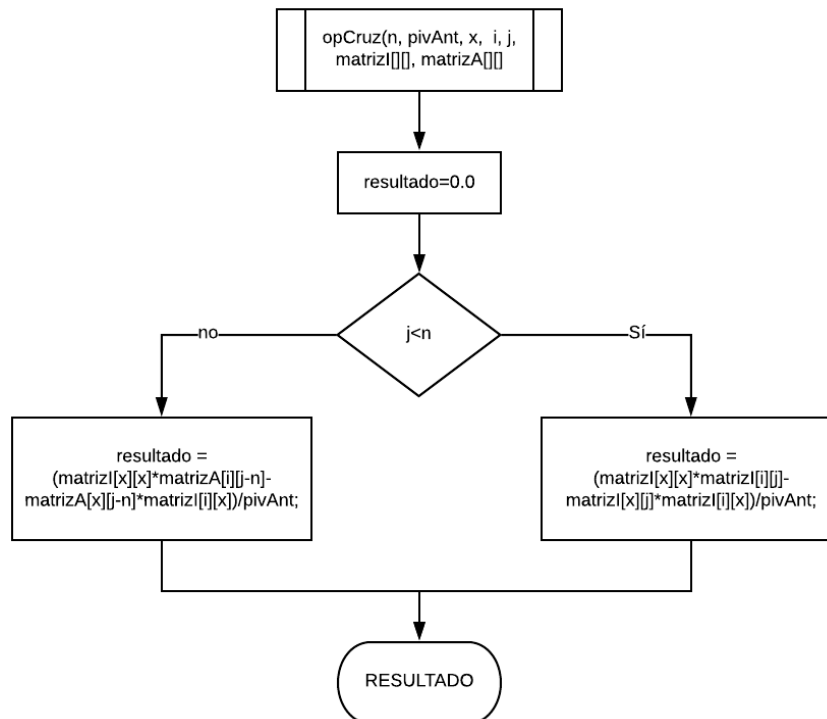 opCruz(n, pivAnt, x,  i, j,
matrizI[][], matrizA[][]
resultado=0.0
j<n
no
Sí
resultado =
(matrizI[x][x]*matrizA[i][j-n]-
matrizA[x][j-n]*matrizI[i][x])/pivAnt;
resultado =
(matrizI[x][x]*matrizI[i][j]-
matrizI[x][j]*matrizI[i][x])/pivAnt;
RESULTADO